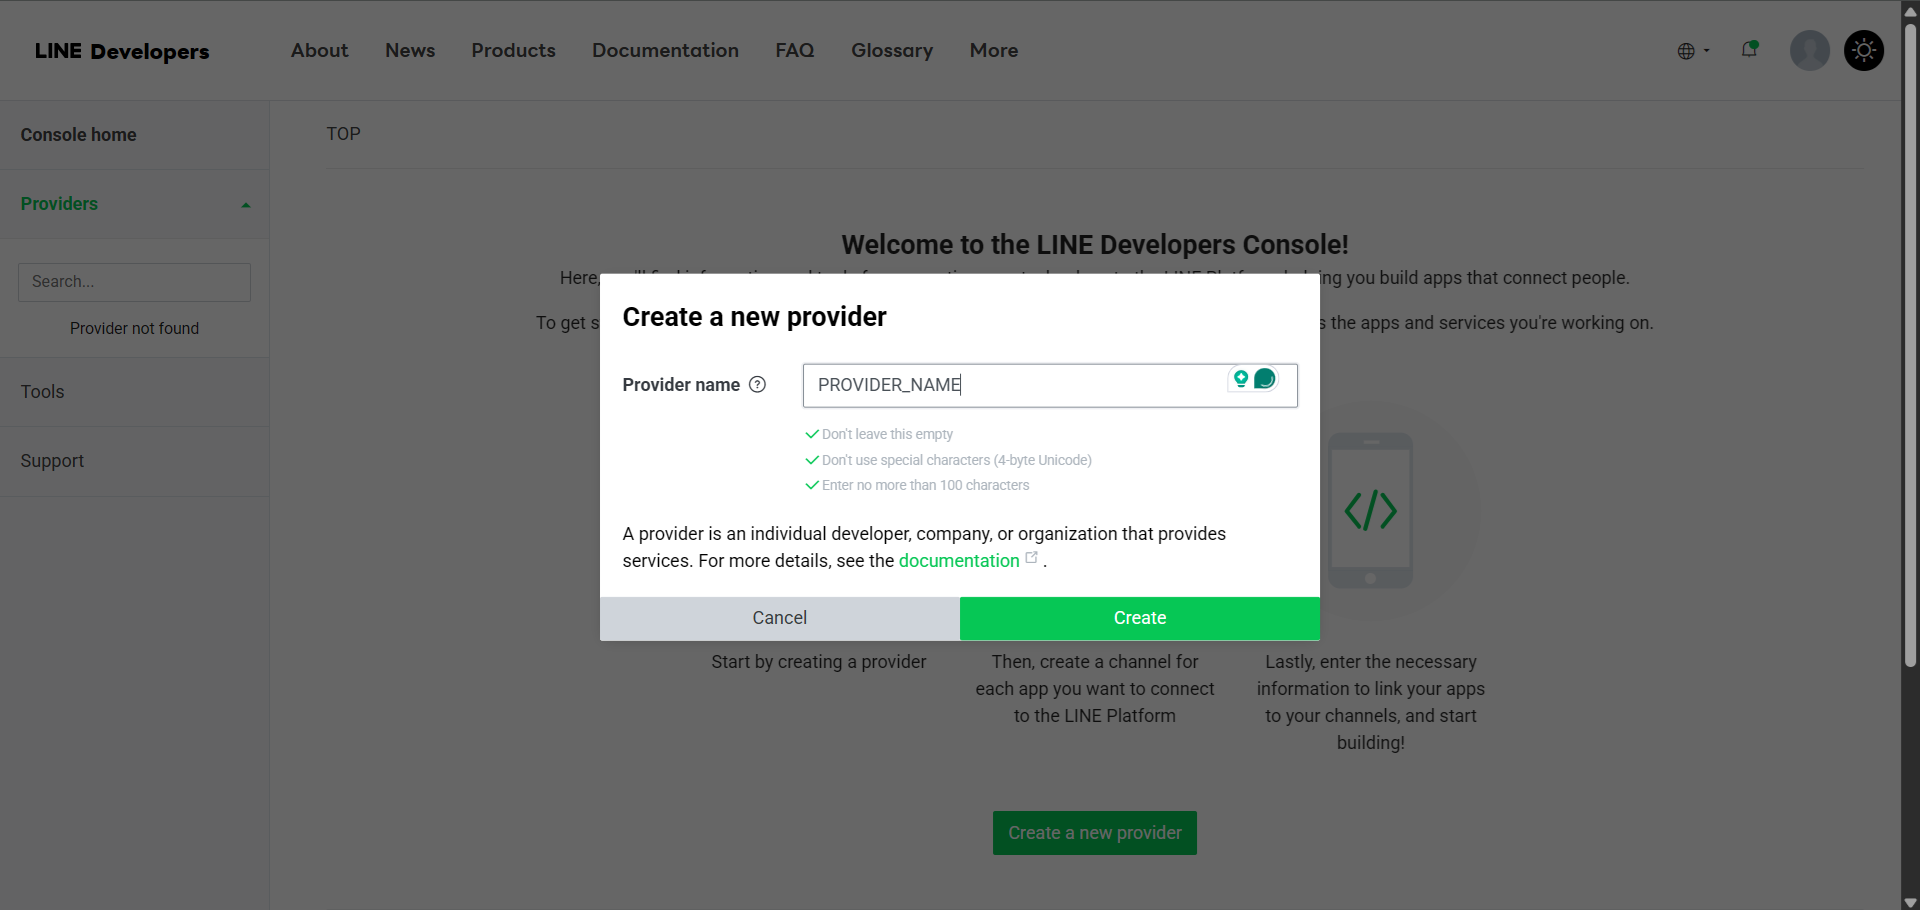 LINE Developers
About
News
Products
Documentation
FAQ
Glossary
More
Console home
Providers
Search...
Provider not found
Tools
Support
TOP
Welcome to the LINE Developers Console!
Here,
ing you build apps that connect people.
To get s
s the apps and services you're working on.
Create a new provider
Provider name ?
PROVIDER_NAME
Don't leave this empty
Don't use special characters (4-byte Unicode)
Enter no more than 100 characters
A provider is an individual developer, company, or organization that provides
services. For more details, see the documentation .
Cancel
Create
Start by creating a provider
Then, create a channel for
each app you want to connect
to the LINE Platform
Lastly, enter the necessary
information to link your apps
to your channels, and start
building!
Create a new provider